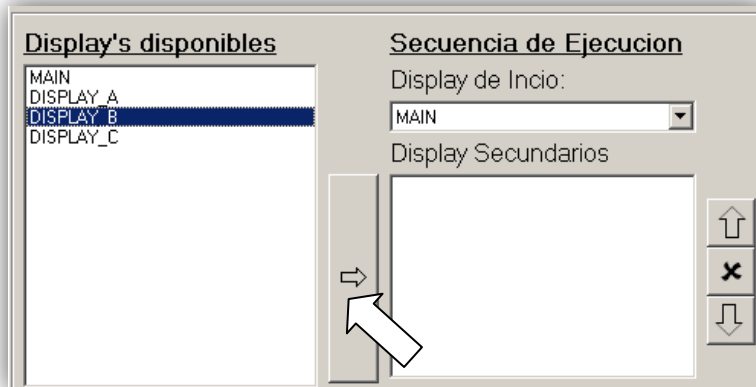 Display's disponibles
MAIN
DISPLAY_A
DISPLAY_B
DISPLAY_C
Secuencia de Ejecucion
Display de Incio:
MAIN
Display Secundarios